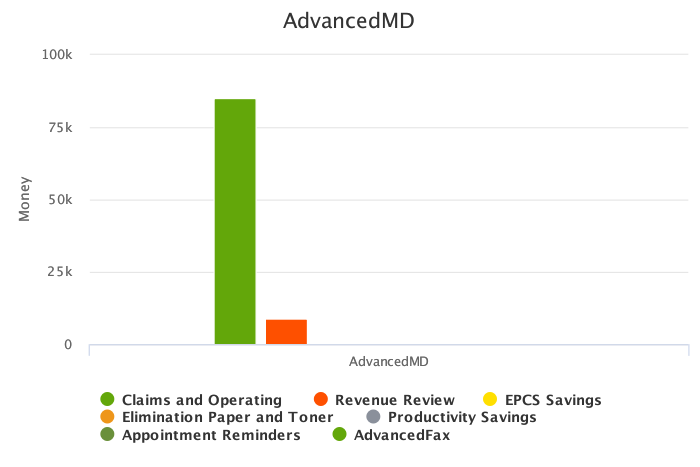 AdvancedMD
100k
75k
50k
25k
0
Money
AdvancedMD
Claims and Operating Revenue Review EPCS Savings
Elimination Paper and Toner Productivity Savings
Appointment Reminders AdvancedFax